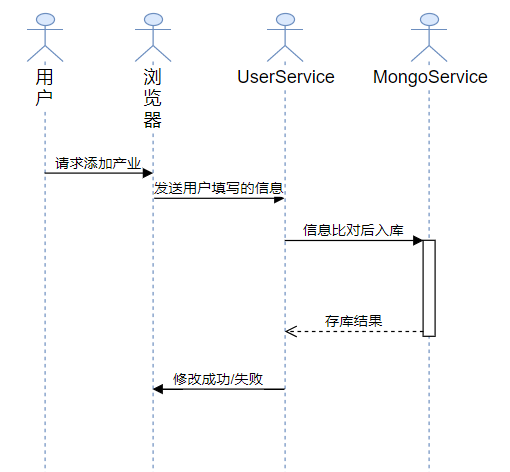 用户
浏览器
UserService
MongoService
请求添加产业
发送用户填写的信息
信息比对后入库
存库结果
修改成功/失败